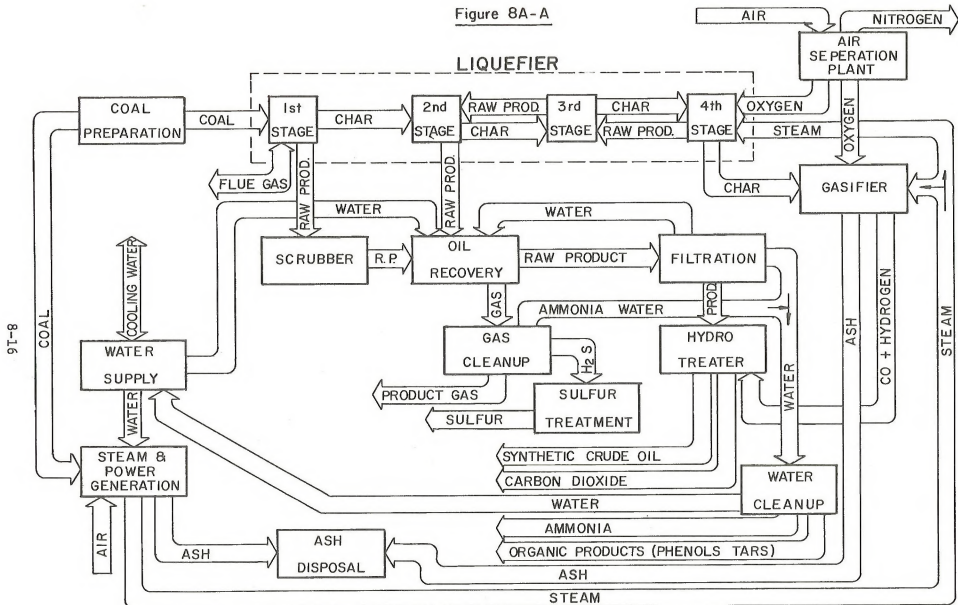 Figure 8A-A
AIR
NITROGEN
AIR
SEPERATION
PLANT
LIQUEFIER
COAL
PREPARATION
COAL
1st
STAGE
CHAR
2nd
STAGE
RAW PROD.
CHAR
3rd
STAGE
CHAR
RAW PROD.
4th
STAGE
OXYGEN
STEAM
OXYGEN
FLUE GAS
RAW PROD.
RAW PROD.
CHAR
GASIFIER
WATER
WATER
SCRUBBER
R.P.
OIL
RECOVERY
RAW PRODUCT
FILTRATION
COOLING WATER
GAS
AMMONIA WATER
PROD.
COAL
8-16
WATER
SUPPLY
GAS
CLEANUP
H2S
HYDRO
TREATER
WATER
ASH
CO + HYDROGEN
STEAM
PRODUCT GAS
SULFUR
SULFUR
TREATMENT
WATER
STEAM &
POWER
GENERATION
SYNTHETIC CRUDE OIL
CARBON DIOXIDE
WATER
WATER
CLEANUP
AIR
ASH
ASH
DISPOSAL
AMMONIA
ORGANIC PRODUCTS (PHENOLS TARS)
ASH
STEAM